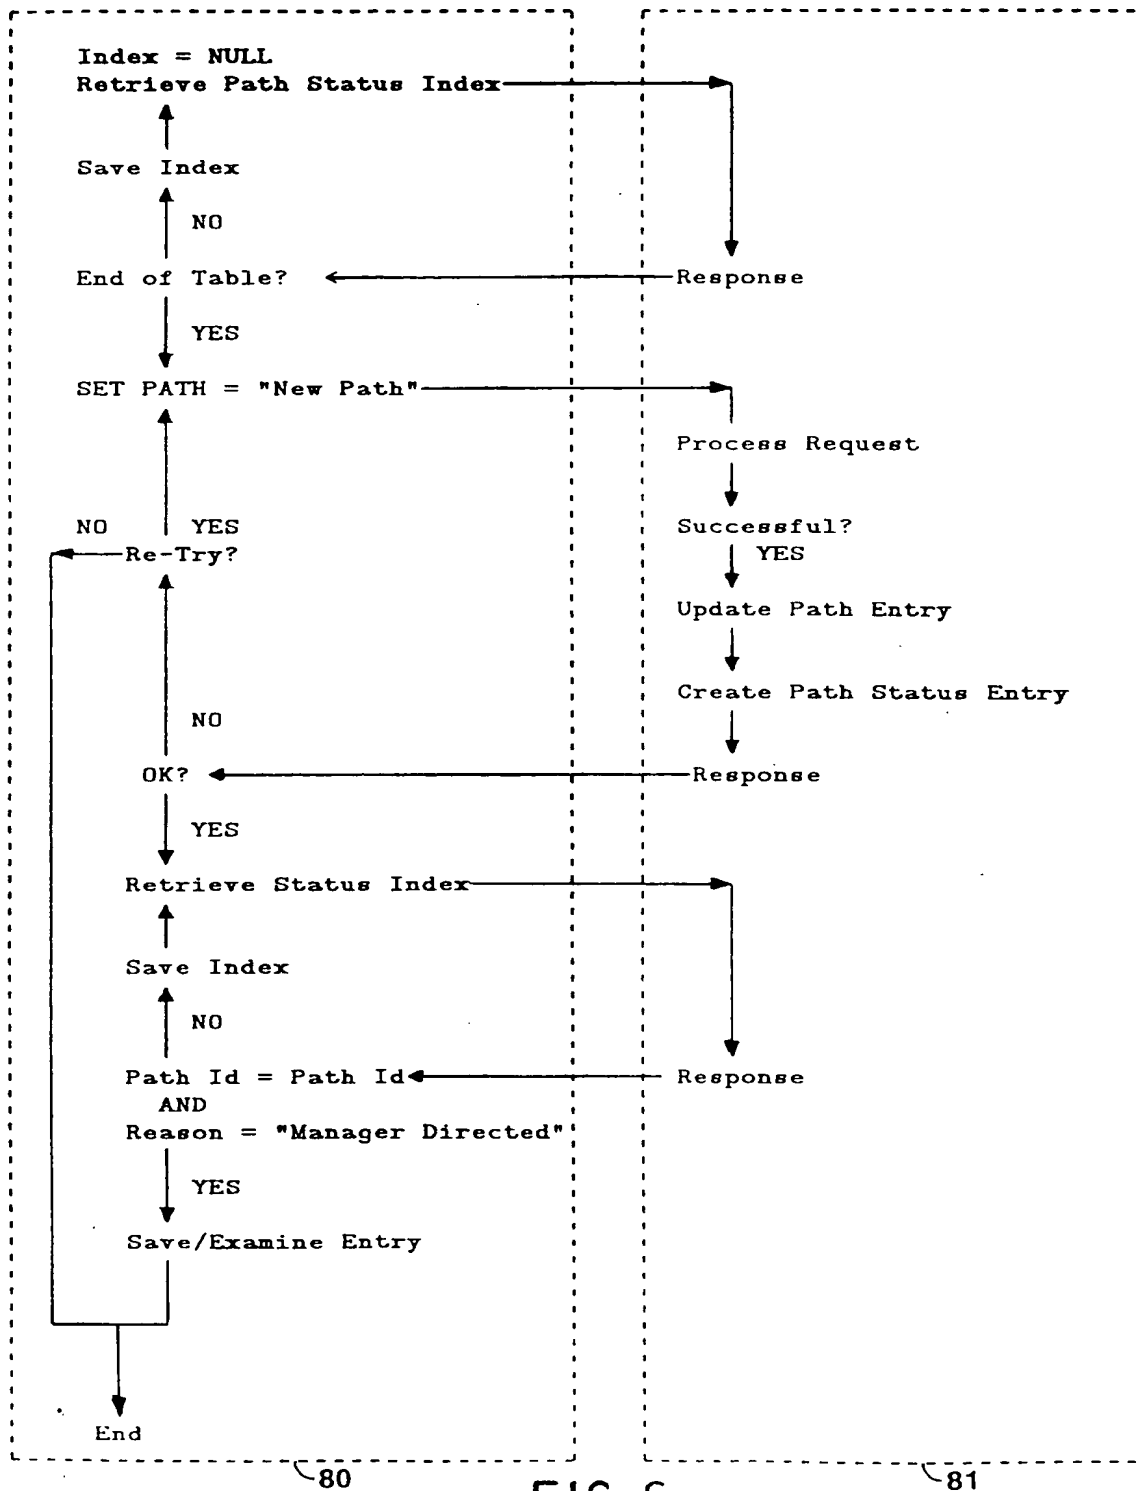 Index = NULL
Retrieve Path Status Index
Save Index
NO
End of Table?
Response
YES
SET PATH = "New Path"
Process Request
NO
YES
Successful?
Re-Try?
YES
Update Path Entry
Create Path Status Entry
NO
OK?
Response
YES
Retrieve Status Index
Save Index
NO
Path Id = Path Id
Response
AND
Reason = "Manager Directed"
YES
Save/Examine Entry
End
80
81